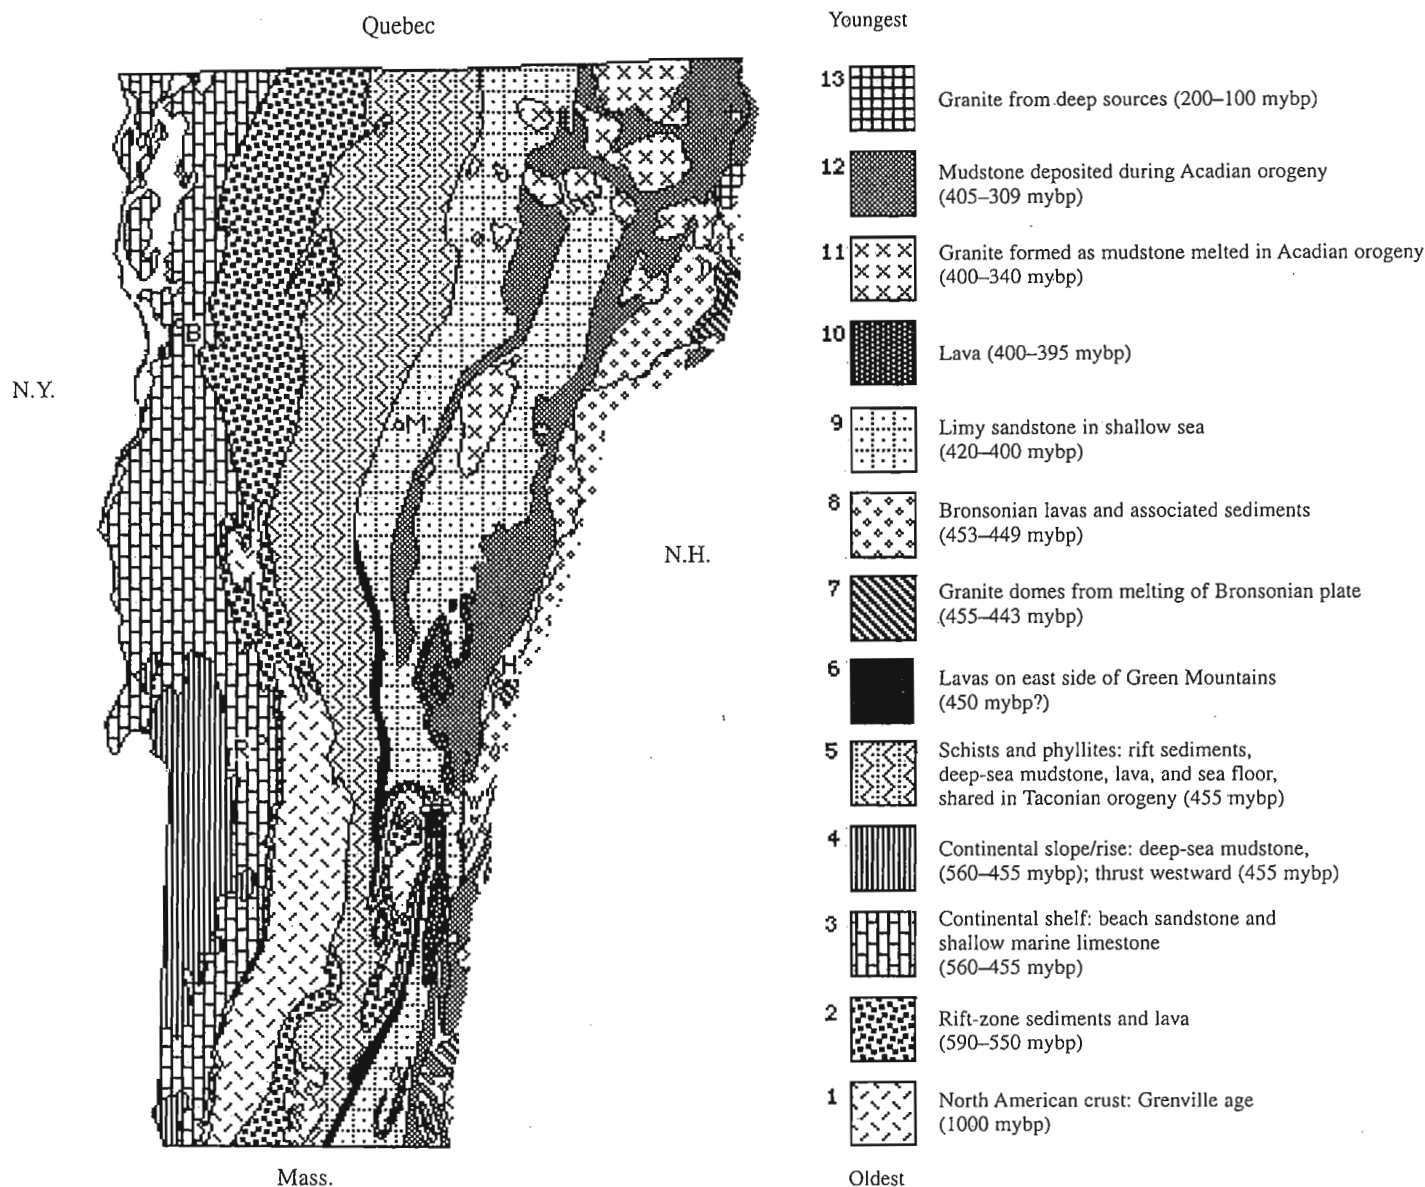 Quebec
N.Y.
B
M
N.H.
H
R
Mass.
Youngest
13
Granite from deep sources (200–100 mybp)
12
Mudstone deposited during Acadian orogeny
(405–309 mybp)
11
Granite formed as mudstone melted in Acadian orogeny
(400–340 mybp)
10
Lava (400–395 mybp)
9
Limy sandstone in shallow sea
(420–400 mybp)
8
Bronsonian lavas and associated sediments
(453–449 mybp)
7
Granite domes from melting of Bronsonian plate
(455–443 mybp)
6
Lavas on east side of Green Mountains
(450 mybp?)
5
Schists and phyllites: rift sediments,
deep-sea mudstone, lava, and sea floor,
shared in Taconian orogeny (455 mybp)
4
Continental slope/rise: deep-sea mudstone,
(560–455 mybp); thrust westward (455 mybp)
3
Continental shelf: beach sandstone and
shallow marine limestone
(560–455 mybp)
2
Rift-zone sediments and lava
(590–550 mybp)
1
North American crust: Grenville age
(1000 mybp)
Oldest